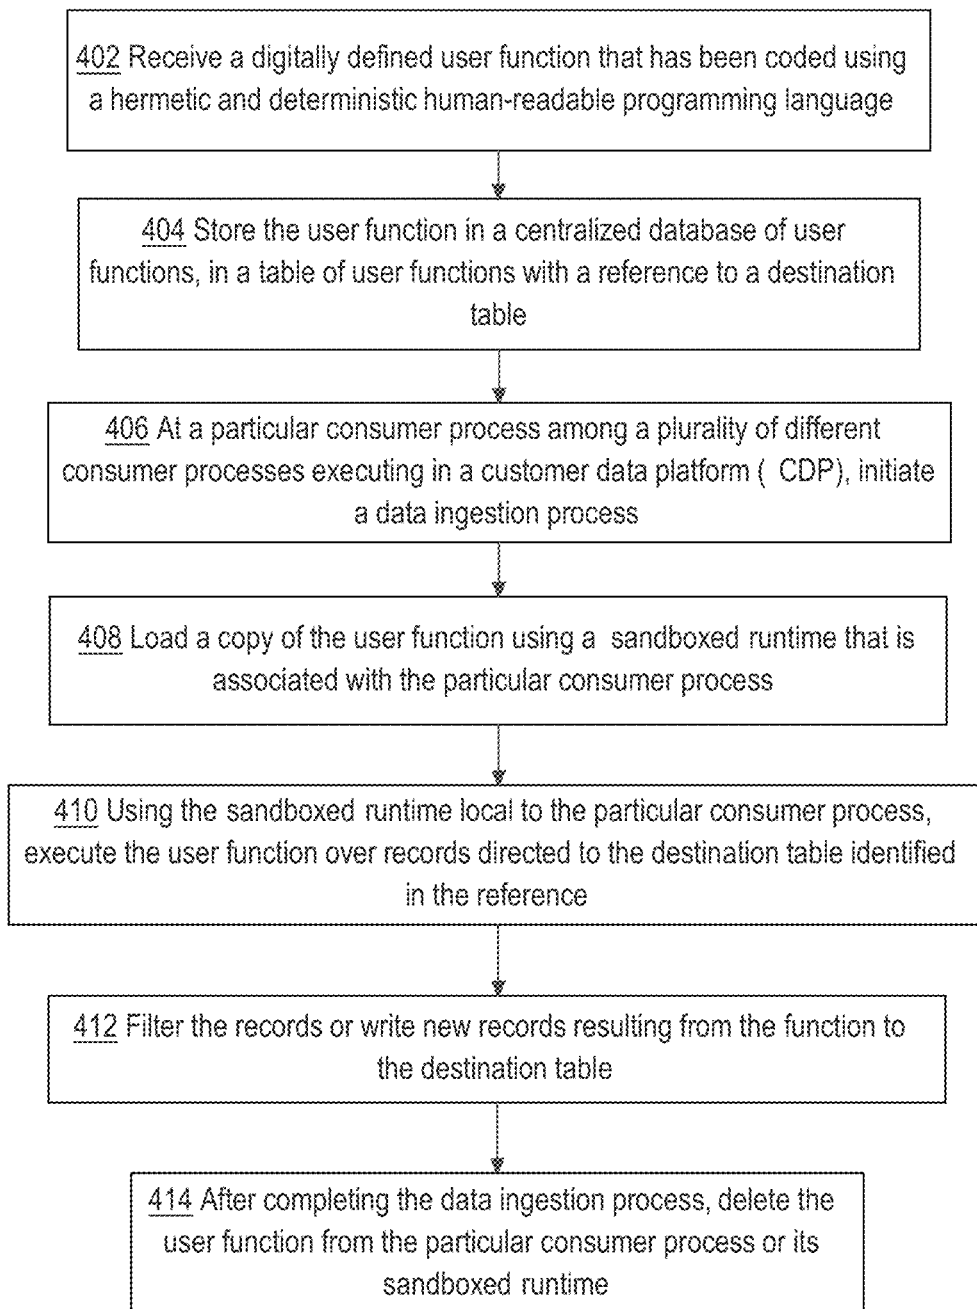 402 Receive a digitally defined user function that has been coded using
a hermetic and deterministic human-readable programming language
404 Store the user function in a centralized database of user
functions, in a table of user functions with a reference to a destination
table
406 At a particular consumer process among a plurality of different
consumer processes executing in a customer data platform ( CDP), initiate
a data ingestion process
408 Load a copy of the user function using a sandboxed runtime that is
associated with the particular consumer process
410 Using the sandboxed runtime local to the particular consumer process,
execute the user function over records directed to the destination table identified
in the reference
412 Filter the records or write new records resulting from the function to
the destination table
414 After completing the data ingestion process, delete the
user function from the particular consumer process or its
sandboxed runtime